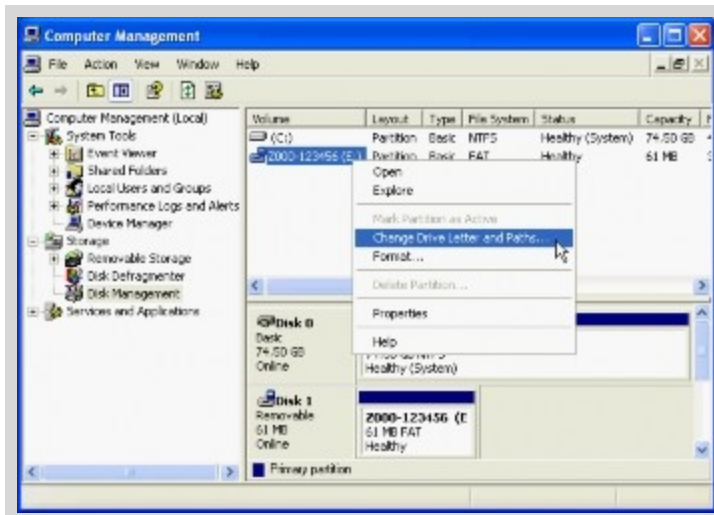 Computer Management
File Action View Window Help
Computer Management (Local)
System Tools
Event Viewer
Shared Folders
Local Users and Groups
Performance Logs and Alerts
Device Manager
Storage
Removable Storage
Disk Defragmenter
Disk Management
Services and Applications
Volume Layout Type File System Status Capacity
(C:) Partition Basic NTFS Healthy (System) 74.50 GB
2000-123456 (E:) Partition Basic FAT Healthy 61 MB
Open
Explore
Mark Partition as Active
Change Drive Letter and Paths...
Format...
Delete Partition...
Properties
Help
Disk 0
Basic
74.50 GB
Online
Healthy (System)
Disk 1
Removable
61 MB
Online
2000-123456 (E
61 MB FAT
Healthy
Primary partition